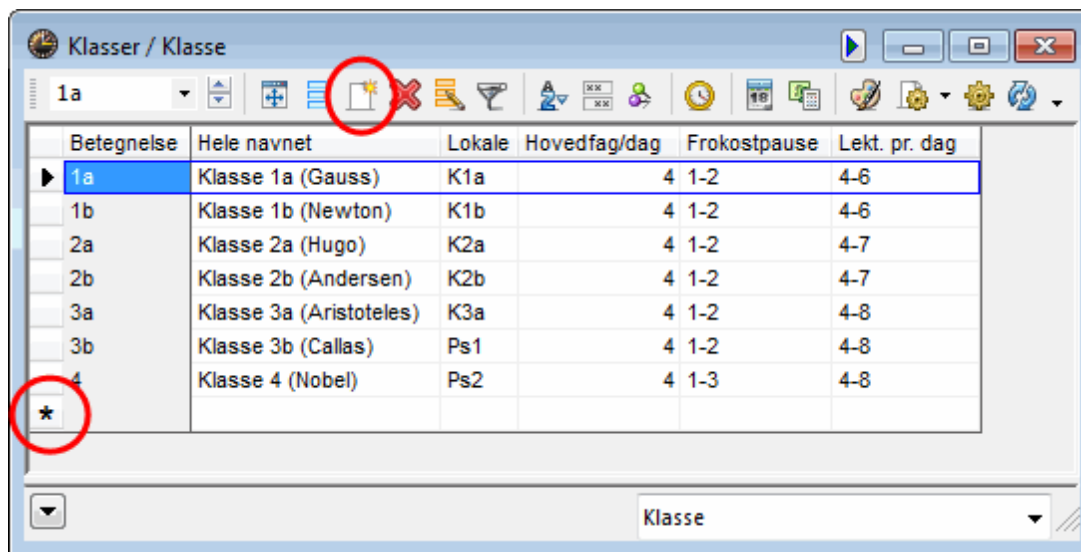 Klasser / Klasse
1a
Betegnelse Hele navnet Lokale Hovedfag/dag Frokostpause Lekt. pr. dag
1a Klasse 1a (Gauss) K1a 4 1-2 4-6
1b Klasse 1b (Newton) K1b 4 1-2 4-6
2a Klasse 2a (Hugo) K2a 4 1-2 4-7
2b Klasse 2b (Andersen) K2b 4 1-2 4-7
3a Klasse 3a (Aristoteles) K3a 4 1-2 4-8
3b Klasse 3b (Callas) Ps1 4 1-2 4-8
4 Klasse 4 (Nobel) Ps2 4 1-3 4-8
*
Klasse